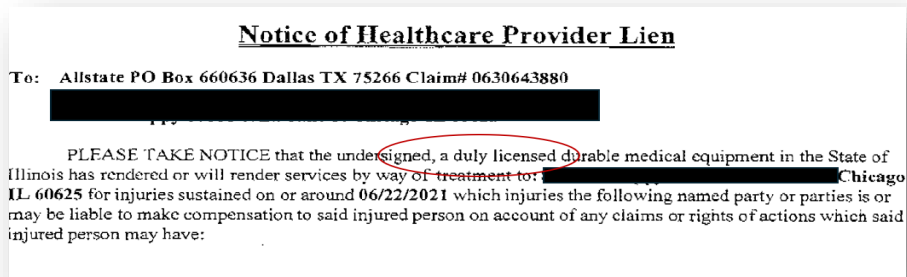 Notice of Healthcare Provider Lien
To: Allstate PO Box 660636 Dallas TX 75266 Claim# 0630643880
PLEASE TAKE NOTICE that the undersigned, a duly licensed durable medical equipment in the State of
Illinois has rendered or will render services by way of treatment to: Chicago
IL 60625 for injuries sustained on or around 06/22/2021 which injuries the following named party or parties is or
may be liable to make compensation to said injured person on account of any claims or rights of actions which said
injured person may have: